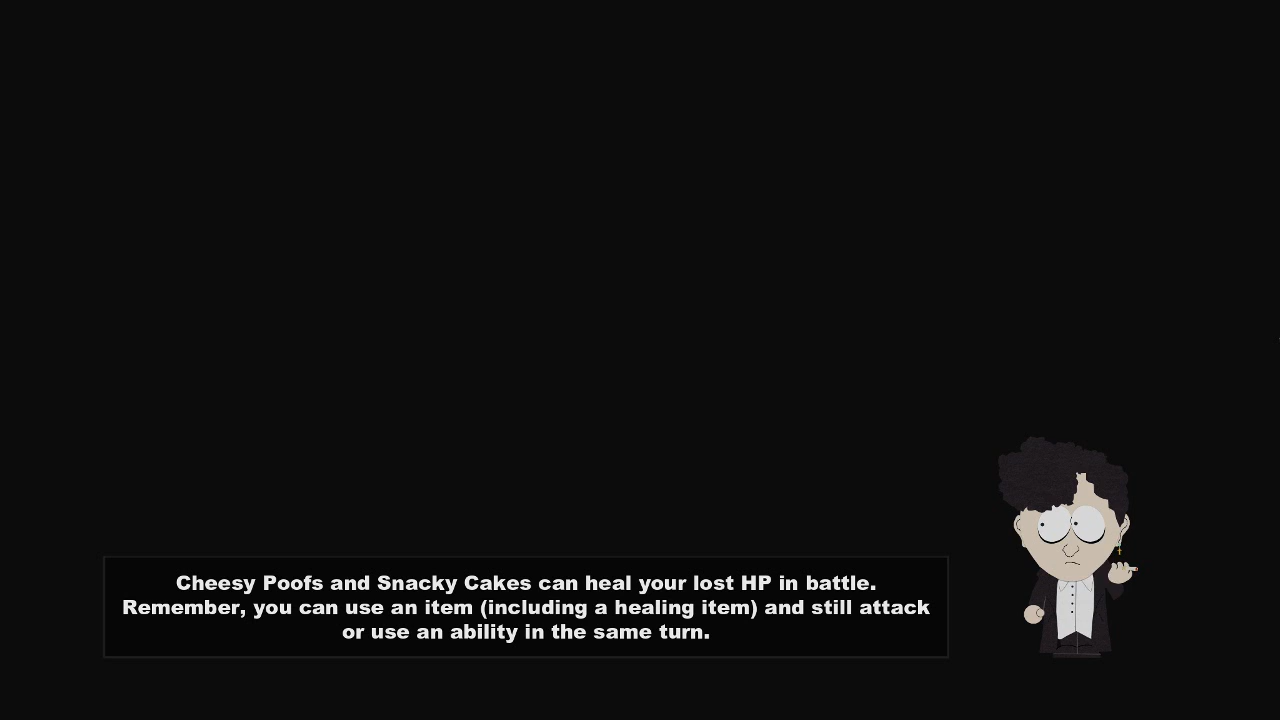 Cheesy Poofs and Snacky Cakes can heal your lost HP in battle.
Remember, you can use an item (including a healing item) and still attack
or use an ability in the same turn.